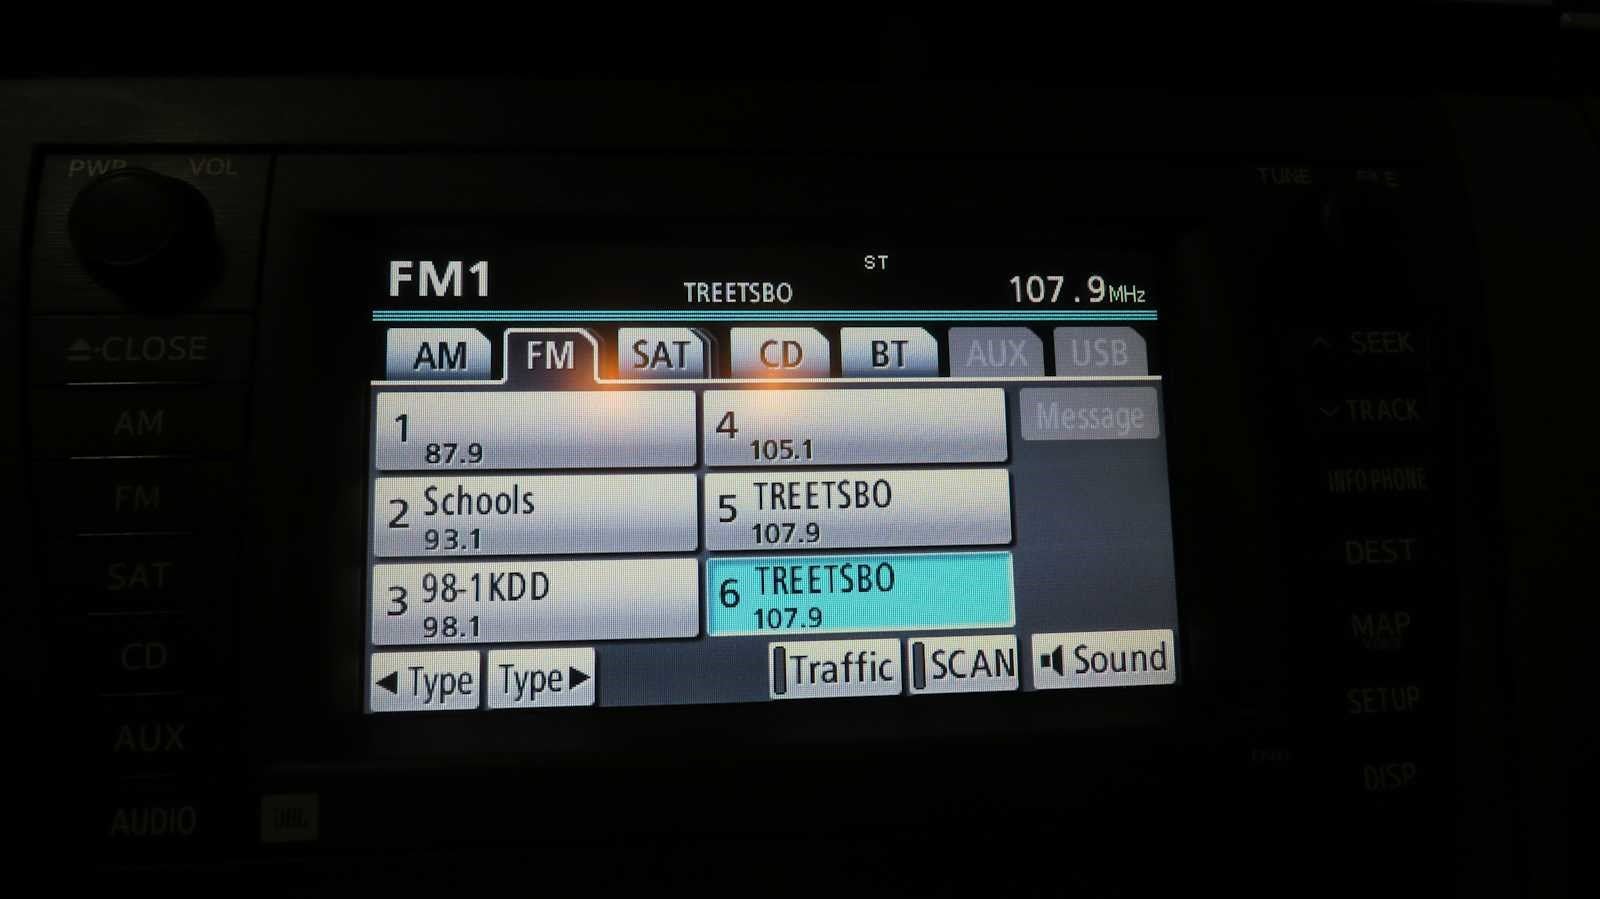 PWR VOL
TUNE FILE
FM1
TREETSBO
ST
107.9MHz
AM
FM
SAT
CD
BT
AUX
USB
1
87.9
4
105.1
Message
2 Schools
93.1
5 TREETSBO
107.9
3 98-1KDD
98.1
6 TREETSBO
107.9
◄ Type
Type ►
Traffic
SCAN
Sound
CLOSE
AM
FM
SAT
CD
AUX
AUDIO
JBL
SEEK
TRACK
INFO PHONE
DEST
MAP
SETUP
DISP